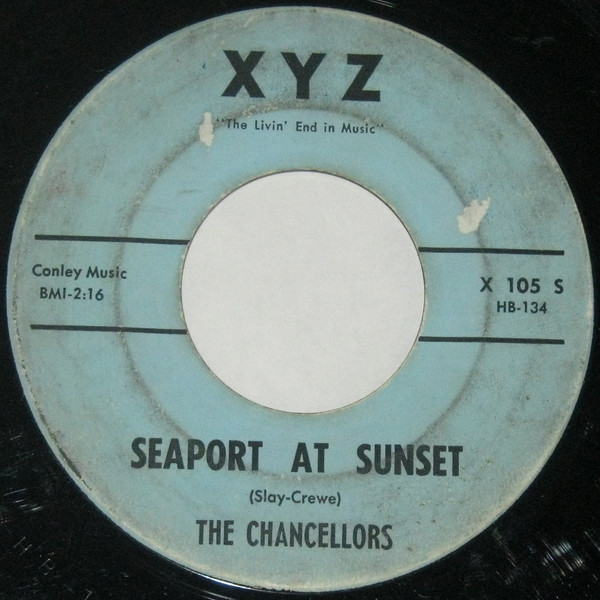 XYZ
"The Livin' End in Music"
Conley Music
BMI-2:16
X 105 S
HB-134
SEAPORT AT SUNSET
(Slay-Crewe)
THE CHANCELLORS